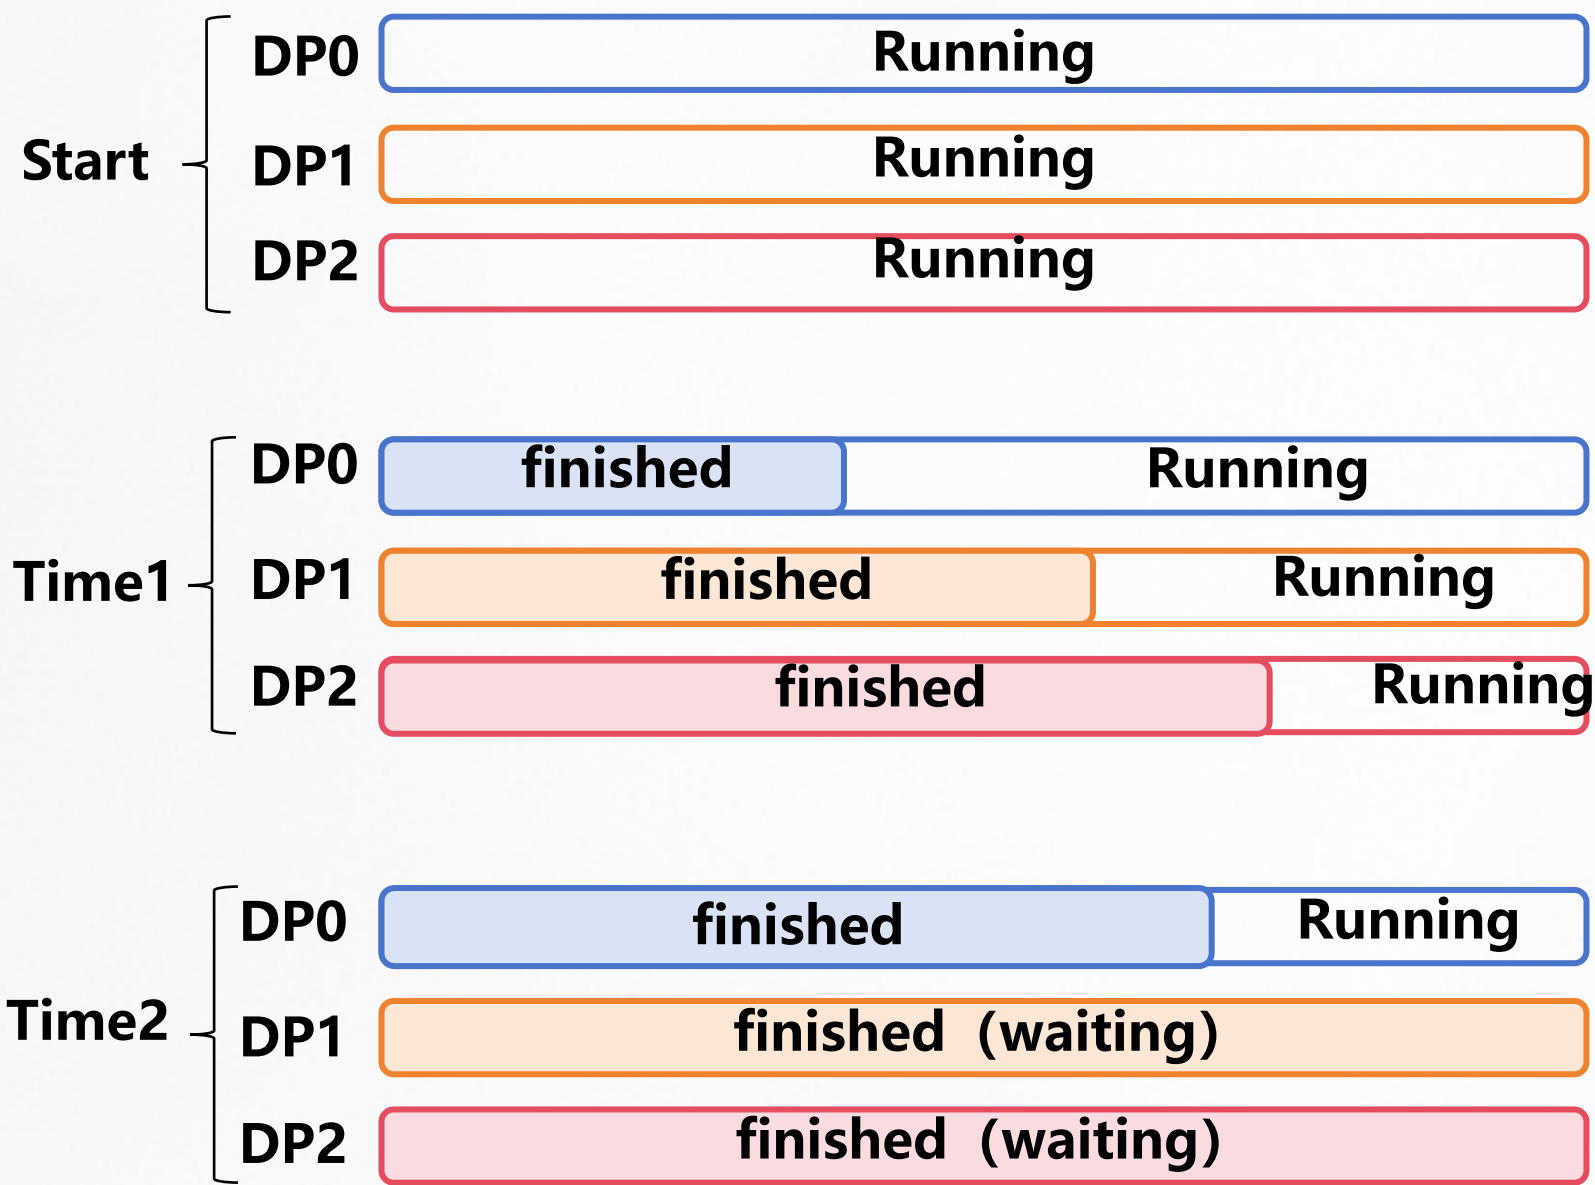 DP0 Running
Start DP1 Running
DP2 Running
DP0 finished Running
Time1 DP1 finished Running
DP2 finished Running
DP0 finished Running
Time2 DP1 finished (waiting)
DP2 finished (waiting)